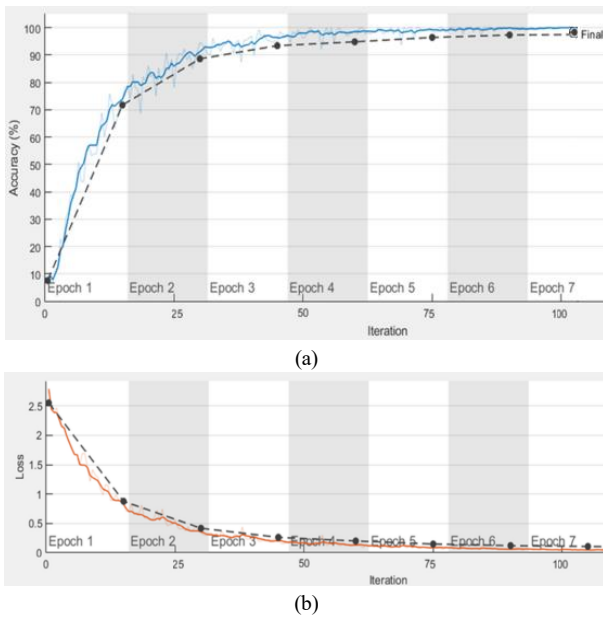 100
90
80
70
60
50
40
30
20
10
0
Accuracy (%)
Final
Epoch 1 Epoch 2 Epoch 3 Epoch 4 Epoch 5 Epoch 6 Epoch 7
0 25 50 75 100
Iteration
(a)
2.5
2
1.5
1
0.5
0
Loss
Epoch 1 Epoch 2 Epoch 3 Epoch 4 Epoch 5 Epoch 6 Epoch 7
0 25 50 75 100
Iteration
(b)